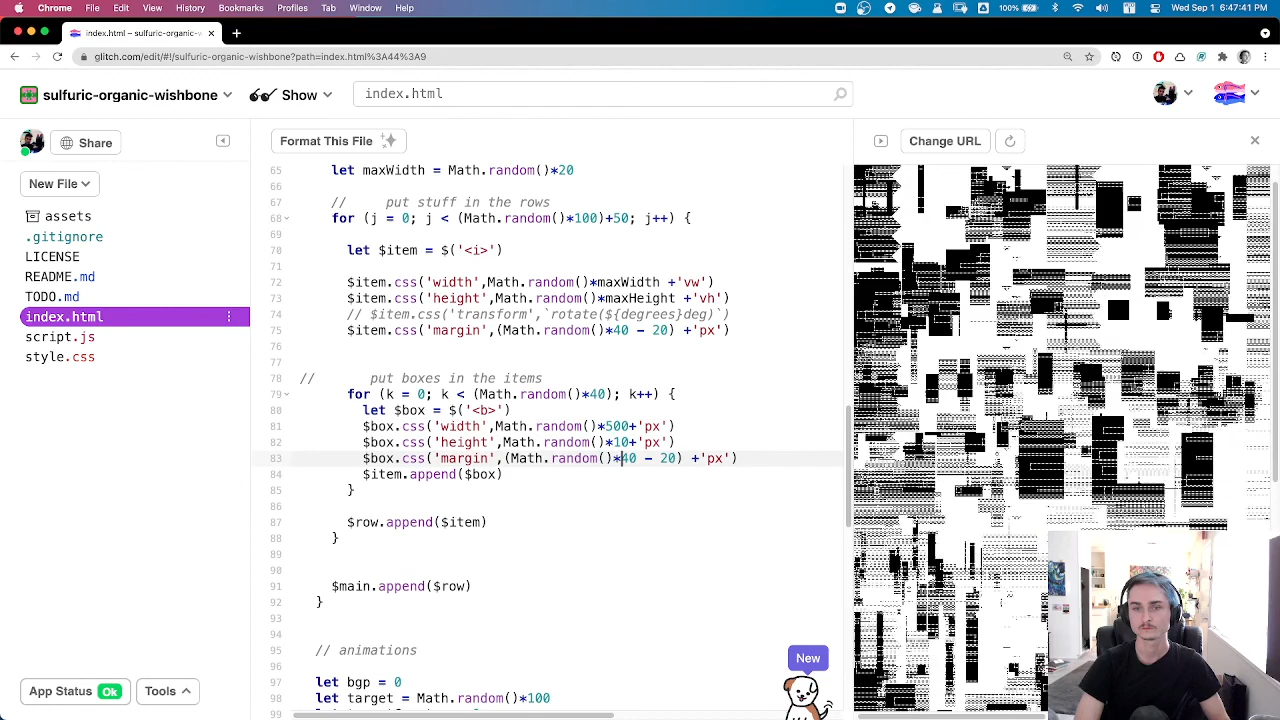 Chrome File Edit View History Bookmarks Profiles Tab Window Help 100% Wed Sep 1 6:47:41 PM
index.html – sulfuric-organic-w
glitch.com/edit/#!/sulfuric-organic-wishbone?path=index.html%3A44%3A9
sulfuric-organic-wishbone Show index.html
Share Format This File Change URL
New File
assets
.gitignore
LICENSE
README.md
TODO.md
index.html
script.js
style.css
App Status Ok Tools
65 let maxWidth = Math.random()*20
66
67 // put stuff in the rows
68 for (j = 0; j < (Math.random()*100)+50; j++) {
69
70 let $item = $('<i>')
71
72 $item.css('width',Math.random()*maxWidth +'vw')
73 $item.css('height',Math.random()*maxHeight +'vh')
74 // $item.css('transform',`rotate(${degrees}deg)`)
75 $item.css('margin',(Math.random()*40 - 20) +'px')
76
77
78 // put boxes in the items
79 for (k = 0; k < (Math.random()*40); k++) {
80 let $box = $('<b>')
81 $box.css('width',Math.random()*500+'px')
82 $box.css('height',Math.random()*10+'px')
83 $box.css('margin',(Math.random()*40 - 20) +'px')
84 $item.append($box)
85 }
86
87 $row.append($item)
88 }
89
90
91 $main.append($row)
92 }
93
94
95 // animations
96
97 let bgp = 0
98 let target = Math.random()*100
99
New